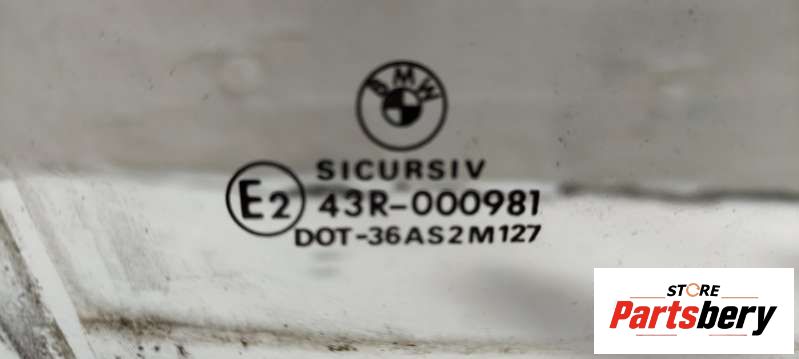 BMW
SICURSIV
E2 43R-000981
DOT-36AS2M127
STORE
Partsbery